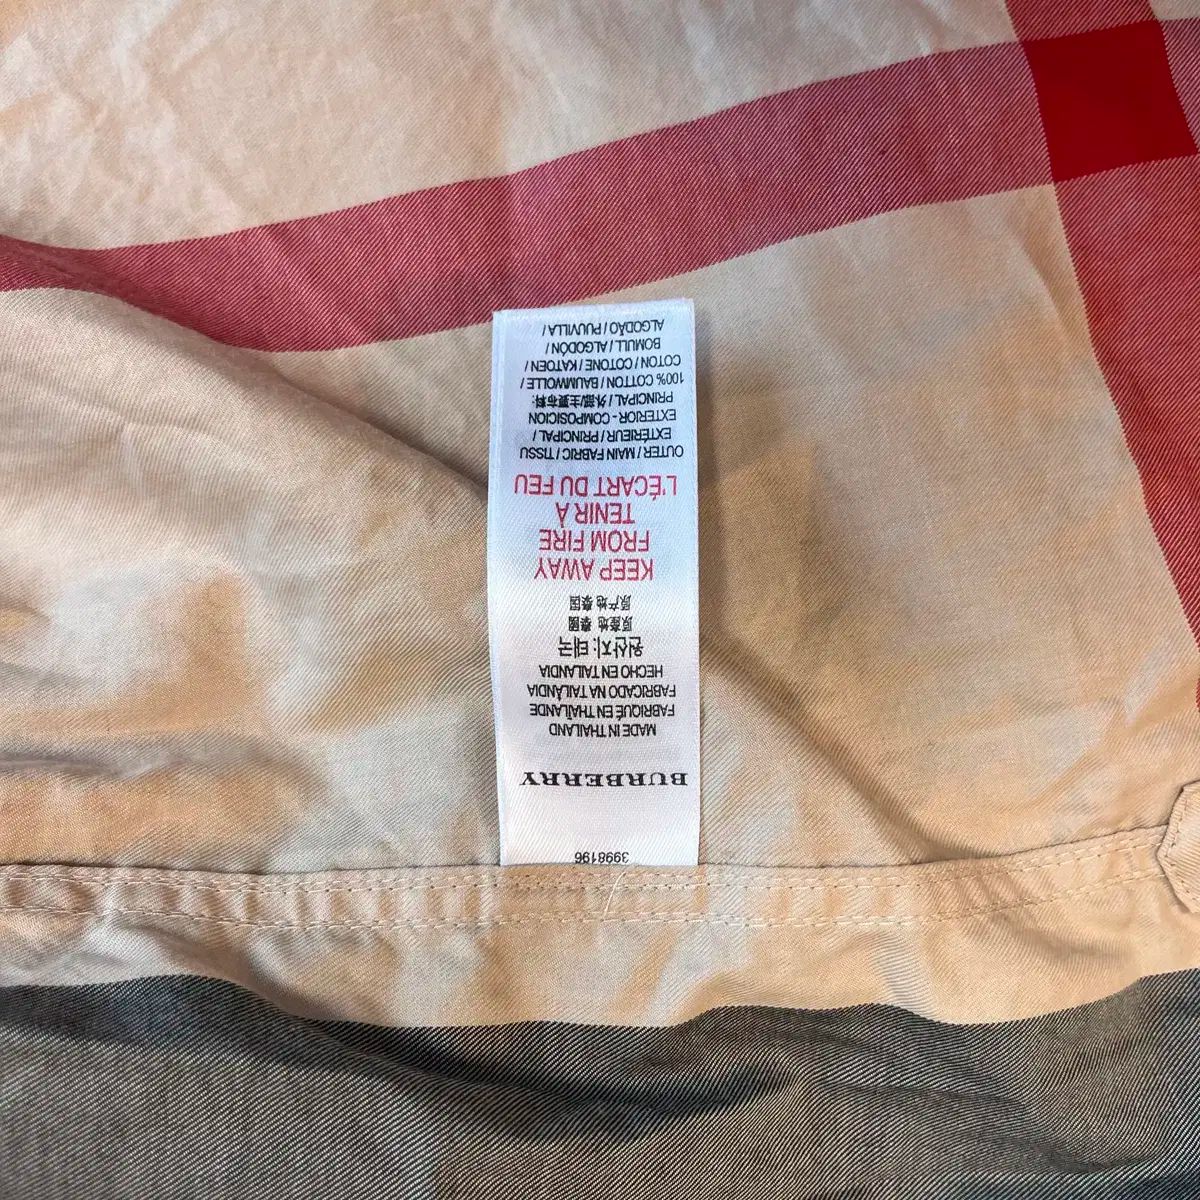 3998196
BURBERRY
MADE IN THAILAND
FABRIQUÉ EN THAÏLANDE
FABRICADO NA TAILÂNDIA
HECHO EN TAILANDIA
원산지: 태국
原產地 泰國
原产地 泰国
KEEP AWAY
FROM FIRE
TENIR À
L'ÉCART DU FEU
OUTER / MAIN FABRIC / TISSU
EXTÉRIEUR / PRINCIPAL /
EXTERIOR - COMPOSICION
PRINCIPAL / 外部/主要布料:
100% COTTON / BAUMWOLLE /
COTON / COTONE / KATOEN /
BOMULL / ALGODÓN /
ALGODÃO / PUUVILLA /